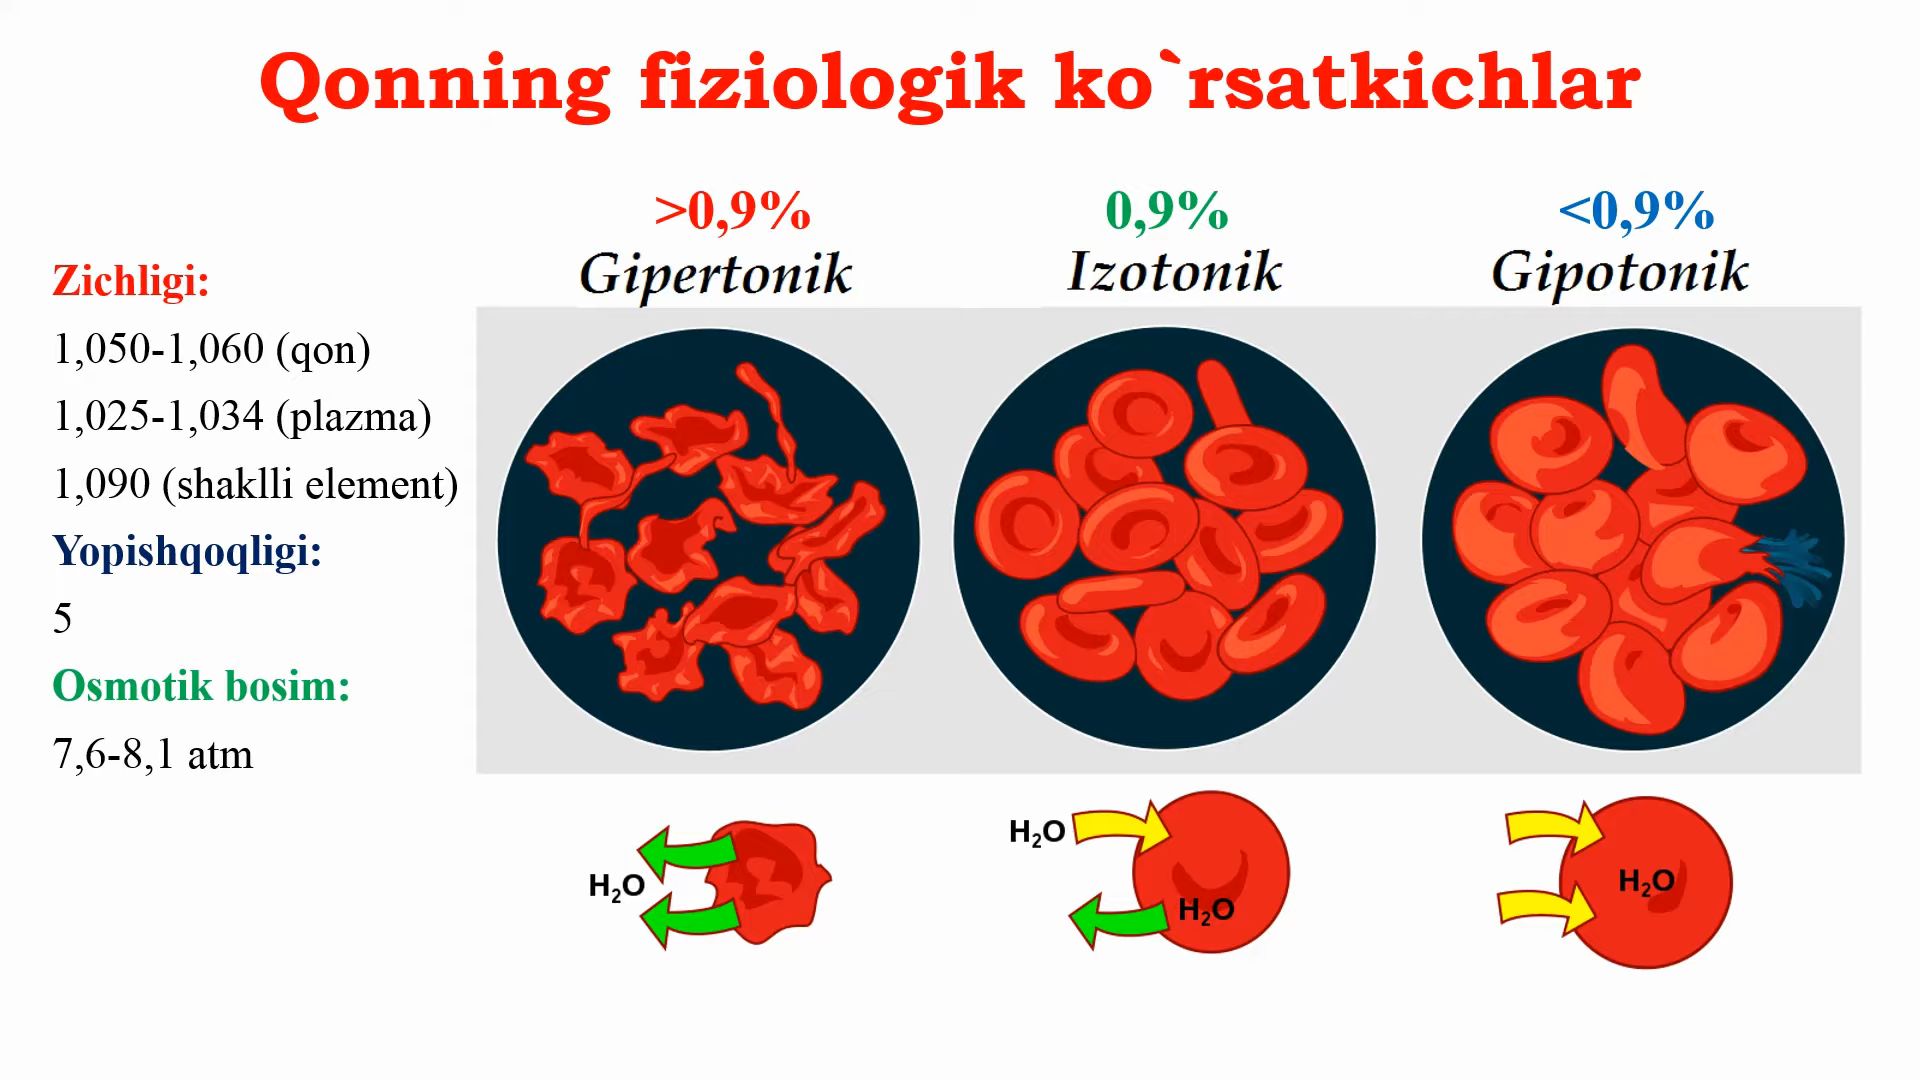 Qonning fiziologik ko`rsatkichlar
>0,9%
Gipertonik
0,9%
Izotonik
<0,9%
Gipotonik
Zichligi:
1,050-1,060 (qon)
1,025-1,034 (plazma)
1,090 (shaklli element)
Yopishqoqligi:
5
Osmotik bosim:
7,6-8,1 atm
H₂O
H₂O
H₂O
H₂O